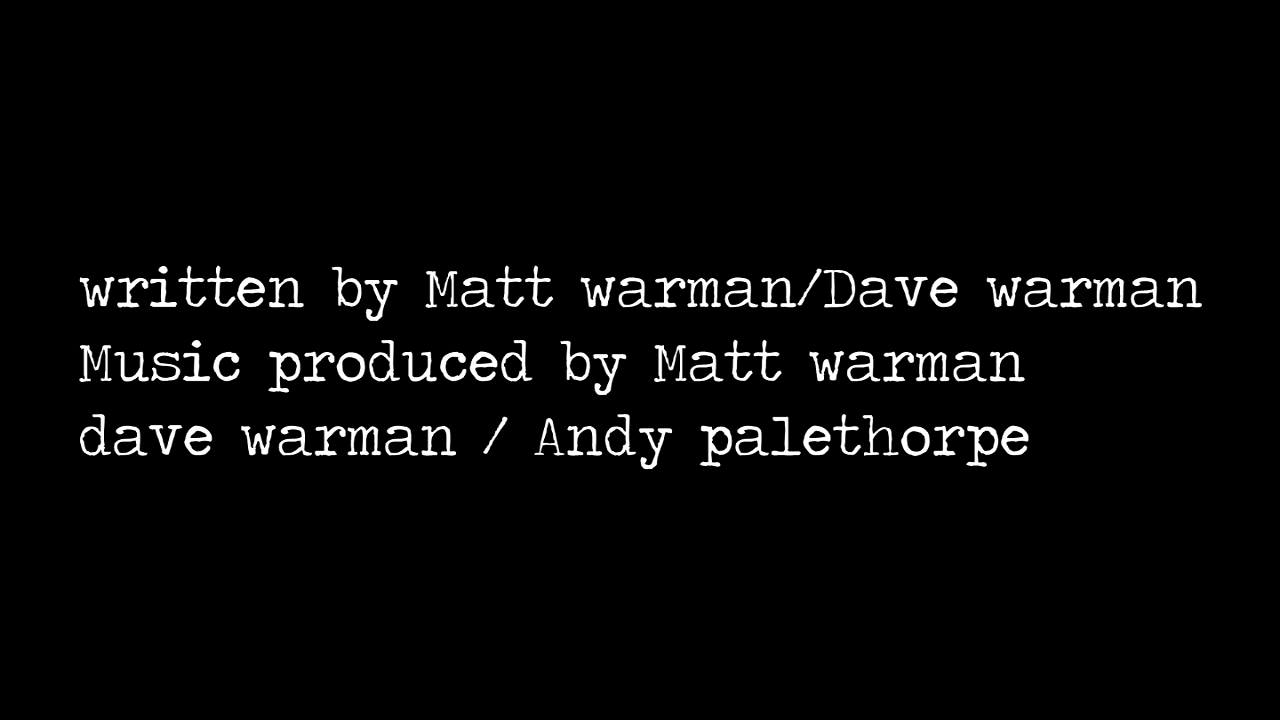 written by Matt warman/Dave warman
Music produced by Matt warman
dave warman / Andy palethorpe